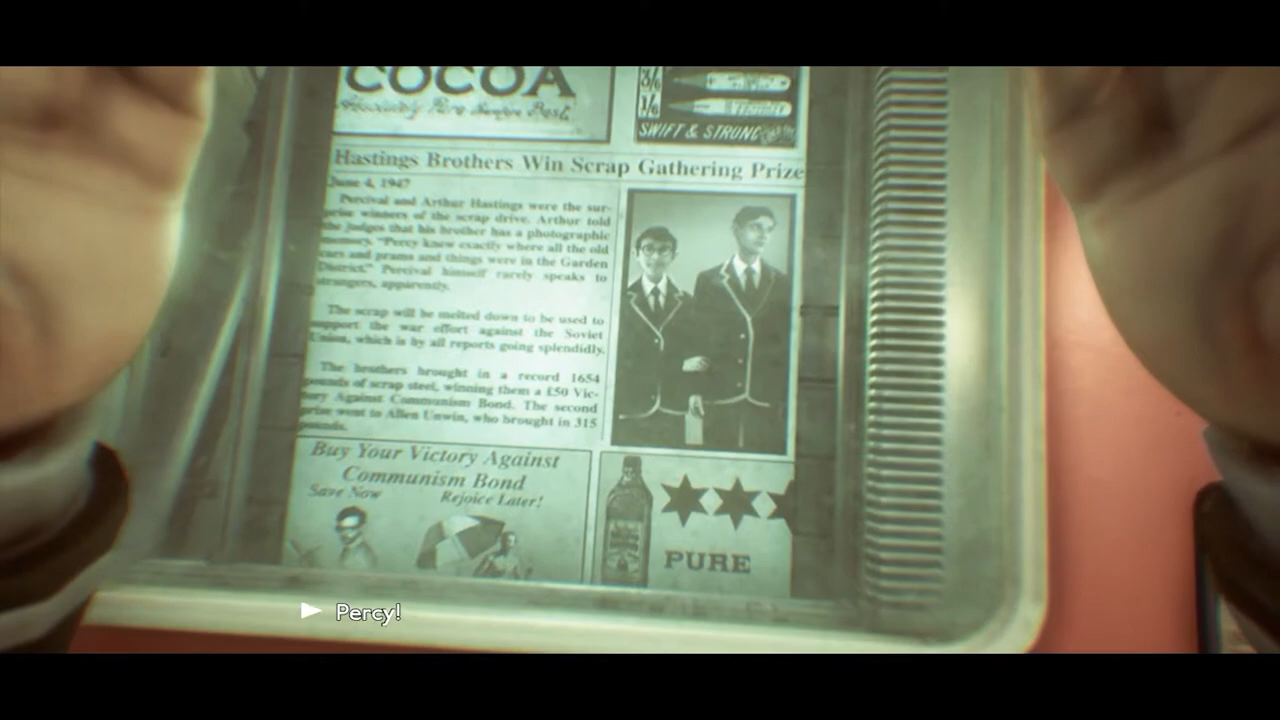 COCOA
Absolutely Pure
3/6
1/6
SWIFT & STRONG
Hastings Brothers Win Scrap Gathering Prize
June 4, 1947
Percival and Arthur Hastings were the sur-
prise winners of the scrap drive. Arthur told
the judges that his brother has a photographic
memory. "Percy knew exactly where all the old
cars and prams and things were in the Garden
District." Percival himself rarely speaks to
strangers, apparently.
The scrap will be melted down to be used to
support the war effort against the Soviet
Union, which is by all reports going splendidly.
The brothers brought in a record 1654
pounds of scrap steel, winning them a £50 Vic-
tory Against Communism Bond. The second
prize went to Allen Unwin, who brought in 315
pounds.
Buy Your Victory Against
Communism Bond
Save Now
Rejoice Later!
PURE
Percy!